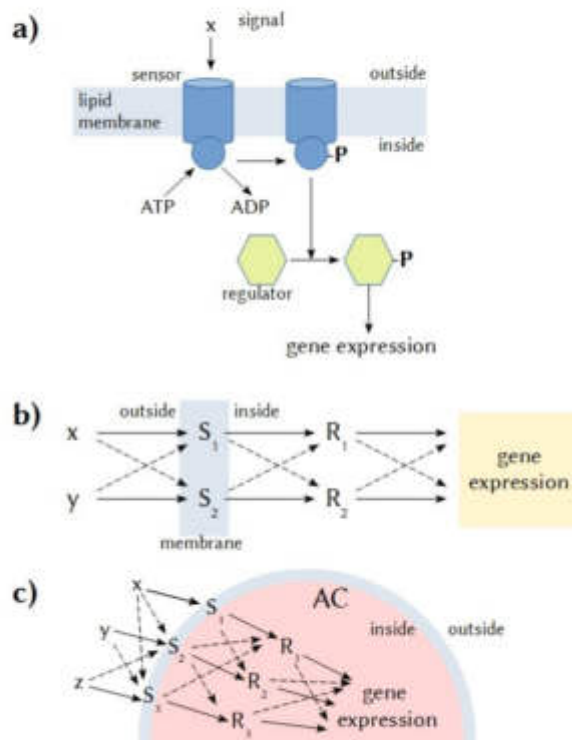 a)
x signal
sensor
outside
lipid
membrane
inside
P
ATP ADP
P
regulator
gene expression
b)
outside inside
x S1 R1
gene
expression
y S2 R2
membrane
c)
x S1 AC
inside outside
y S2 R1
z R2
S3 gene
R3 expression